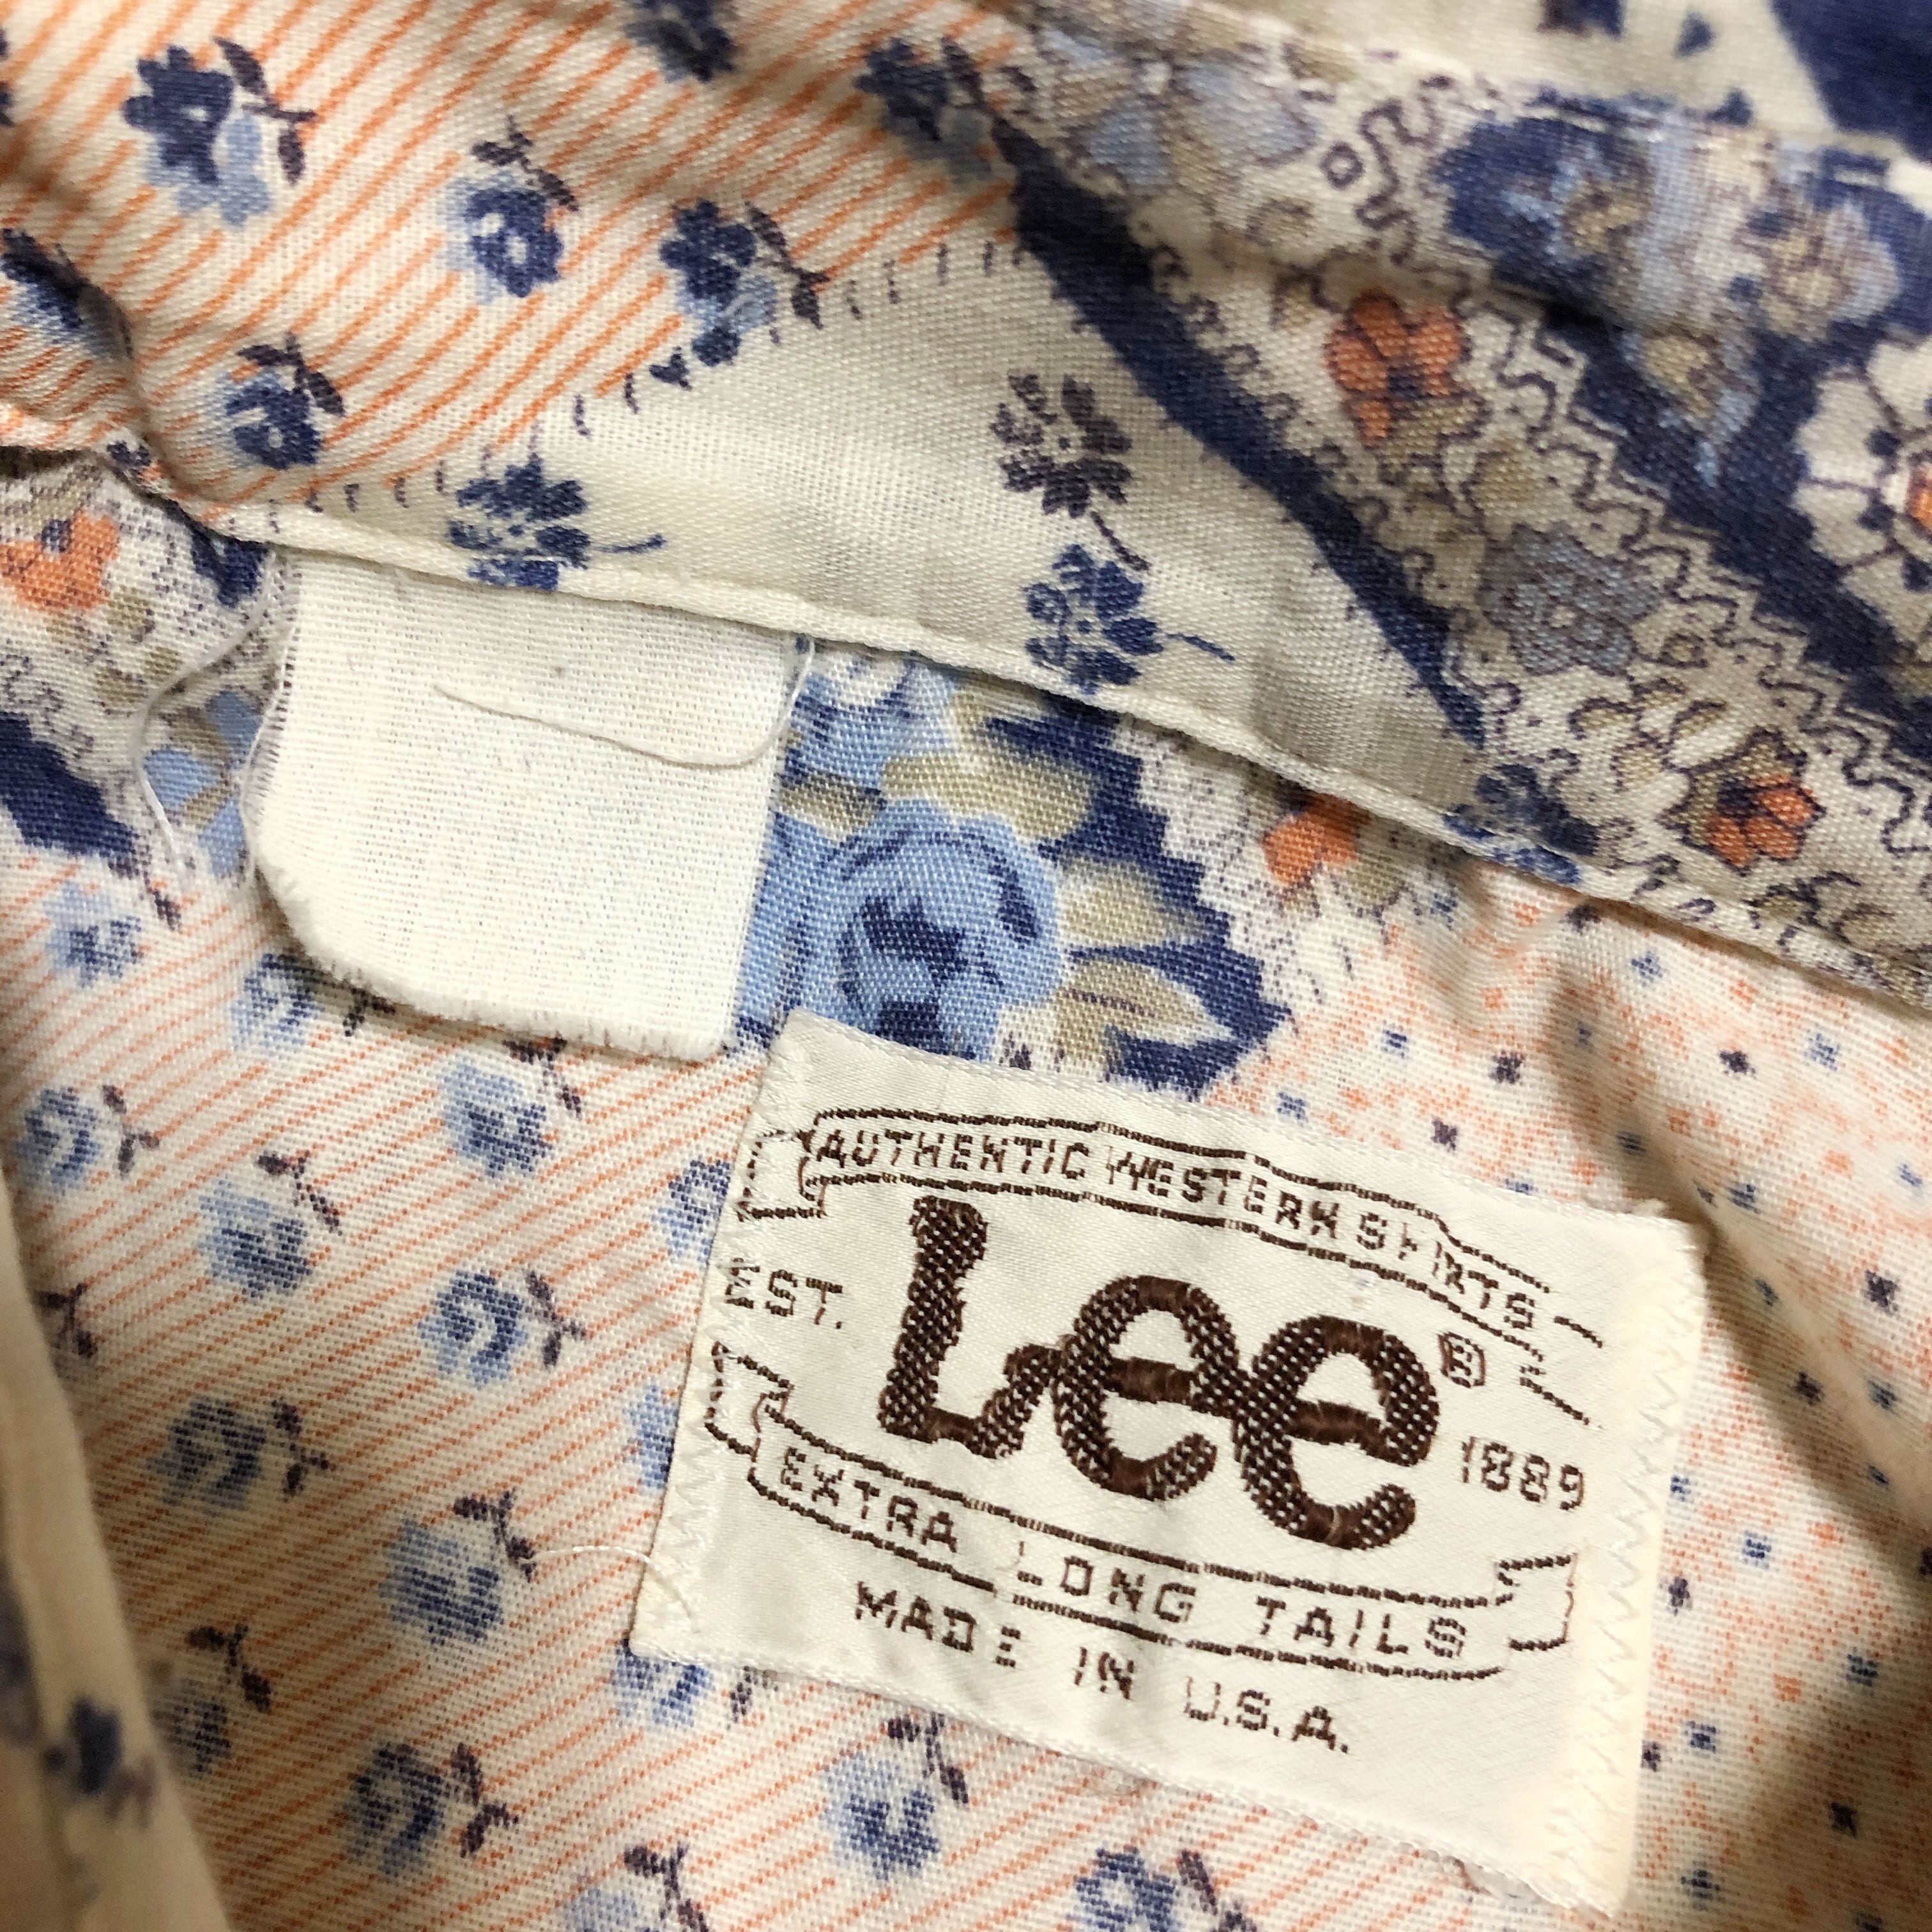 AUTHENTIC WESTERN SHIRTS
EST. Lee® 1889
EXTRA LONG TAILS
MADE IN U.S.A.